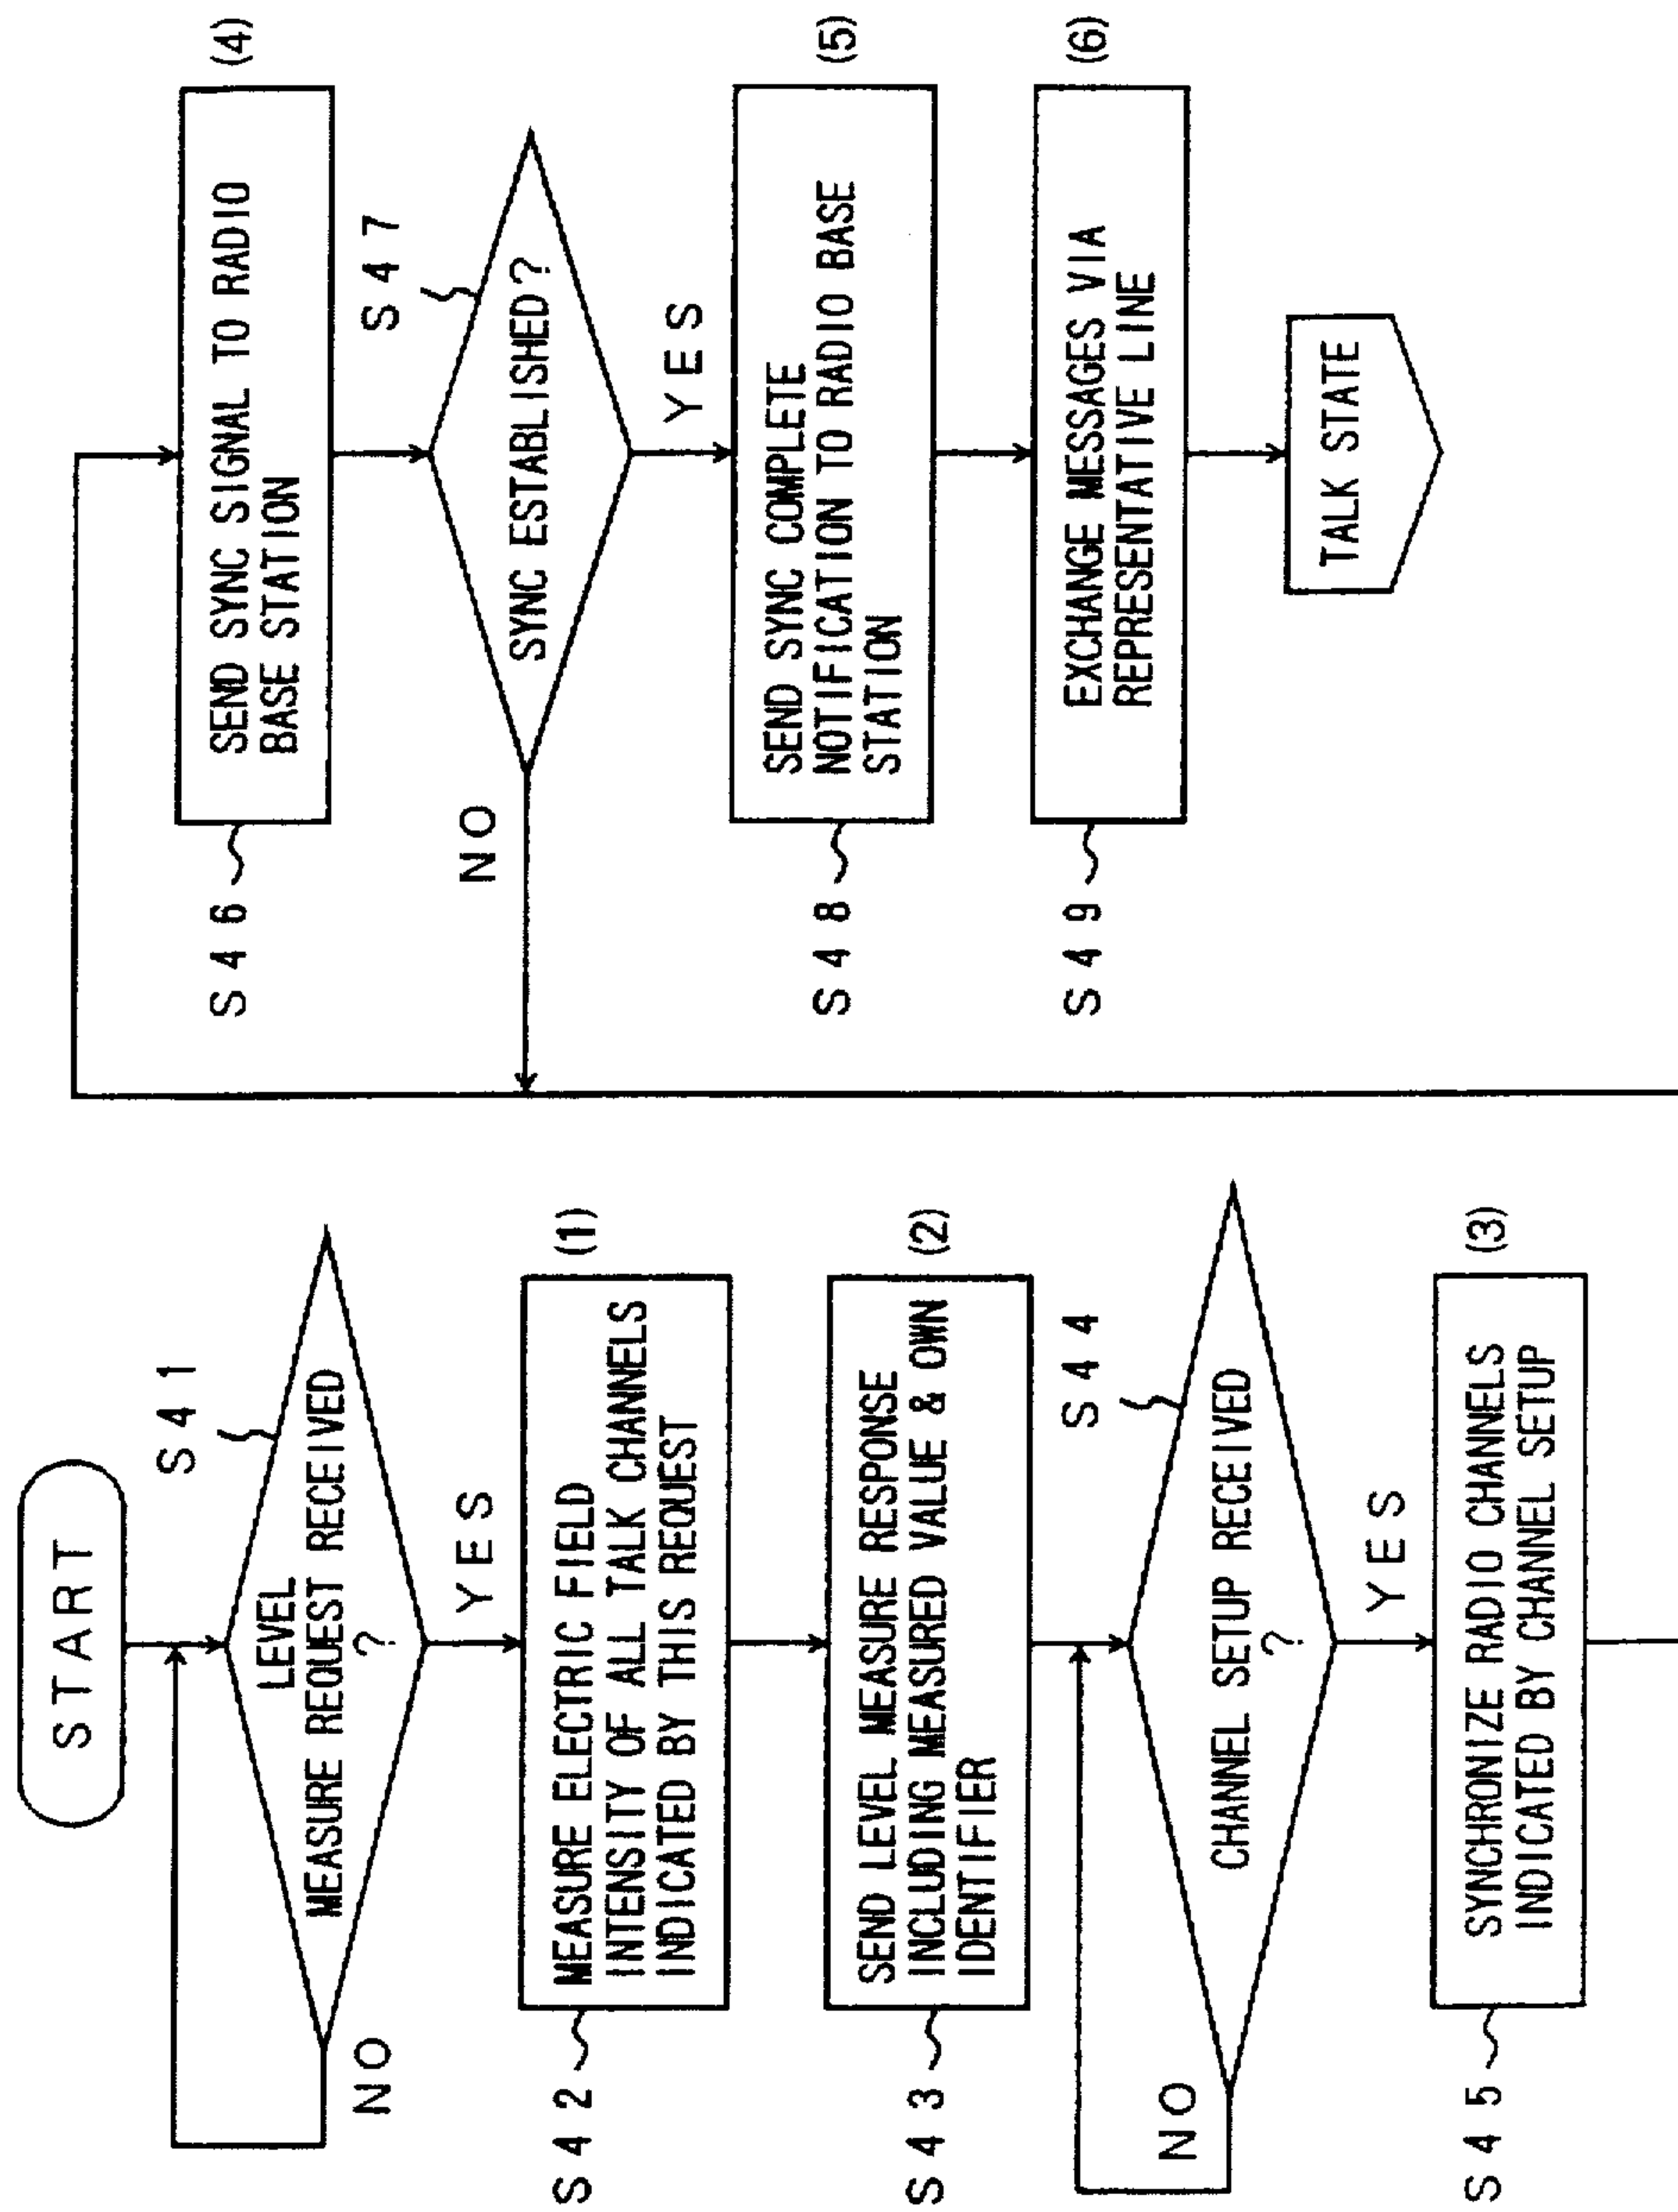 START
S41
LEVEL
MEASURE REQUEST RECEIVED
?
NO
YES
S42
MEASURE ELECTRIC FIELD
INTENSITY OF ALL TALK CHANNELS
INDICATED BY THIS REQUEST
(1)
S43
SEND LEVEL MEASURE RESPONSE
INCLUDING MEASURED VALUE & OWN
IDENTIFIER
(2)
S44
CHANNEL SETUP RECEIVED
?
NO
YES
S45
SYNCHRONIZE RADIO CHANNELS
INDICATED BY CHANNEL SETUP
(3)
S46
SEND SYNC SIGNAL TO RADIO
BASE STATION
(4)
S47
SYNC ESTABLISHED?
NO
YES
S48
SEND SYNC COMPLETE
NOTIFICATION TO RADIO BASE
STATION
(5)
S49
EXCHANGE MESSAGES VIA
REPRESENTATIVE LINE
(6)
TALK STATE